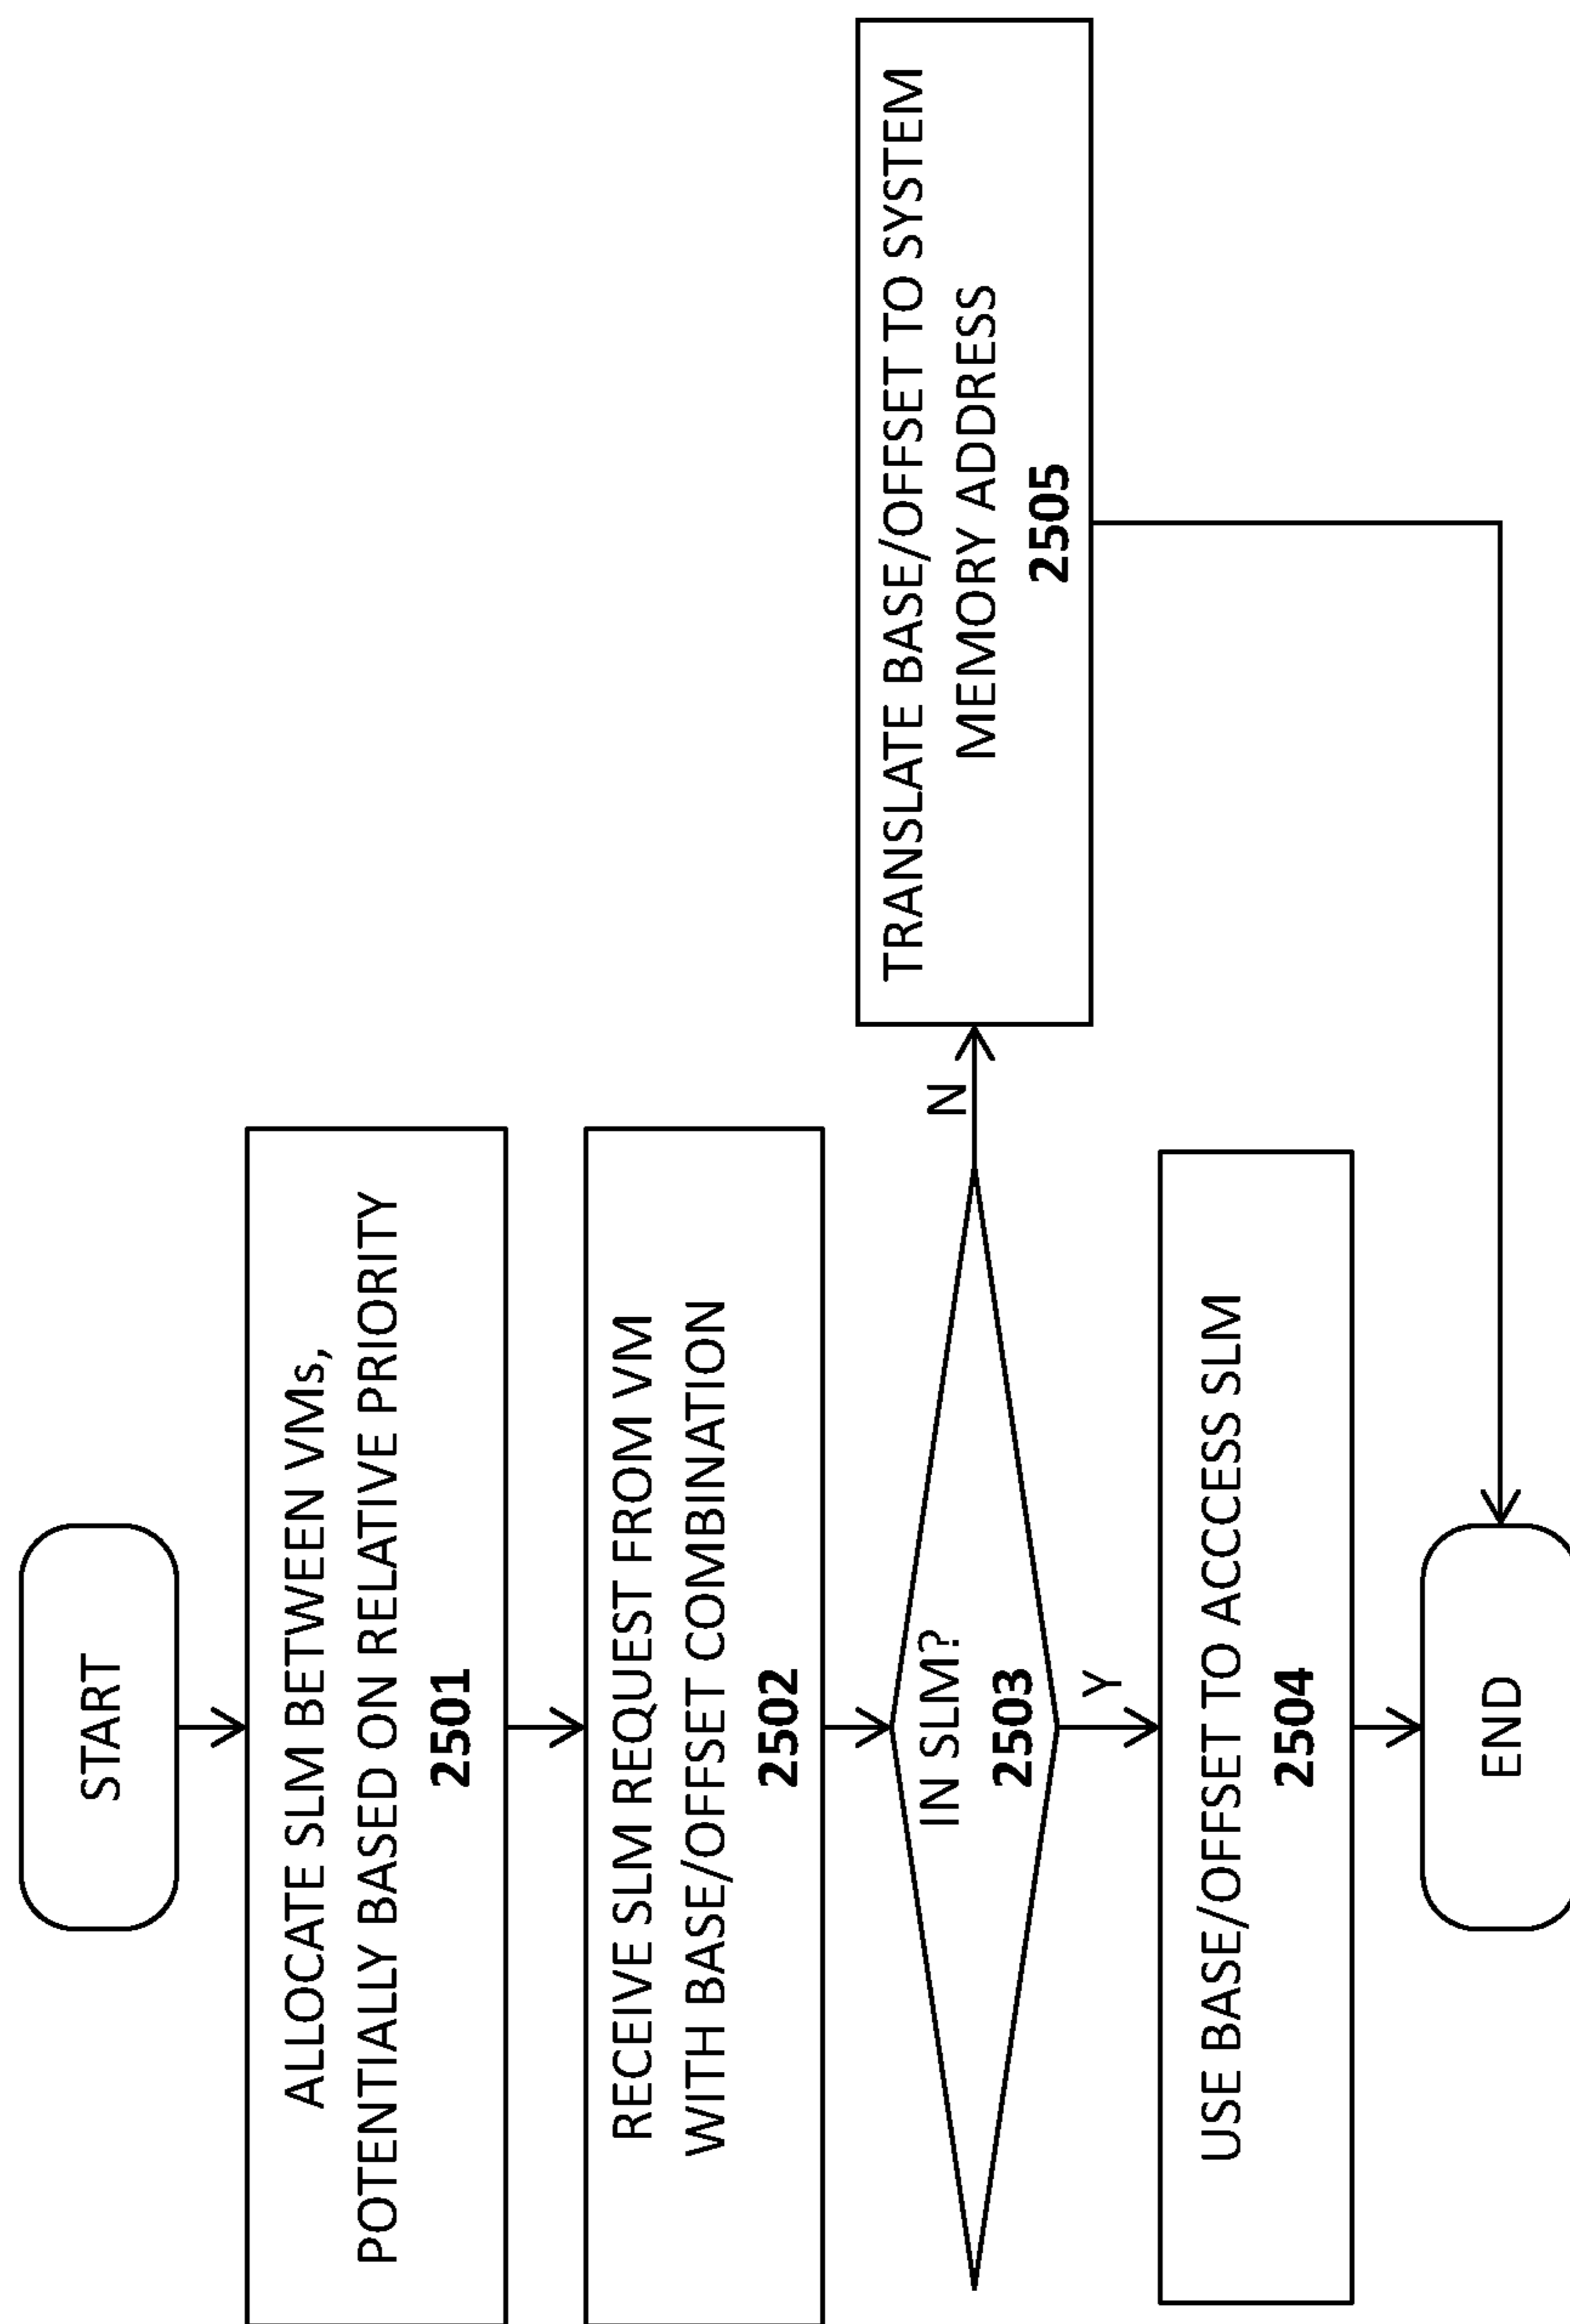 START
ALLOCATE SLM BETWEEN VMs,
POTENTIALLY BASED ON RELATIVE PRIORITY
2501
RECEIVE SLM REQUEST FROM VM
WITH BASE/OFFSET COMBINATION
2502
IN SLM?
2503
N
Y
TRANSLATE BASE/OFFSET TO SYSTEM
MEMORY ADDRESS
2505
USE BASE/OFFSET TO ACCCESS SLM
2504
END